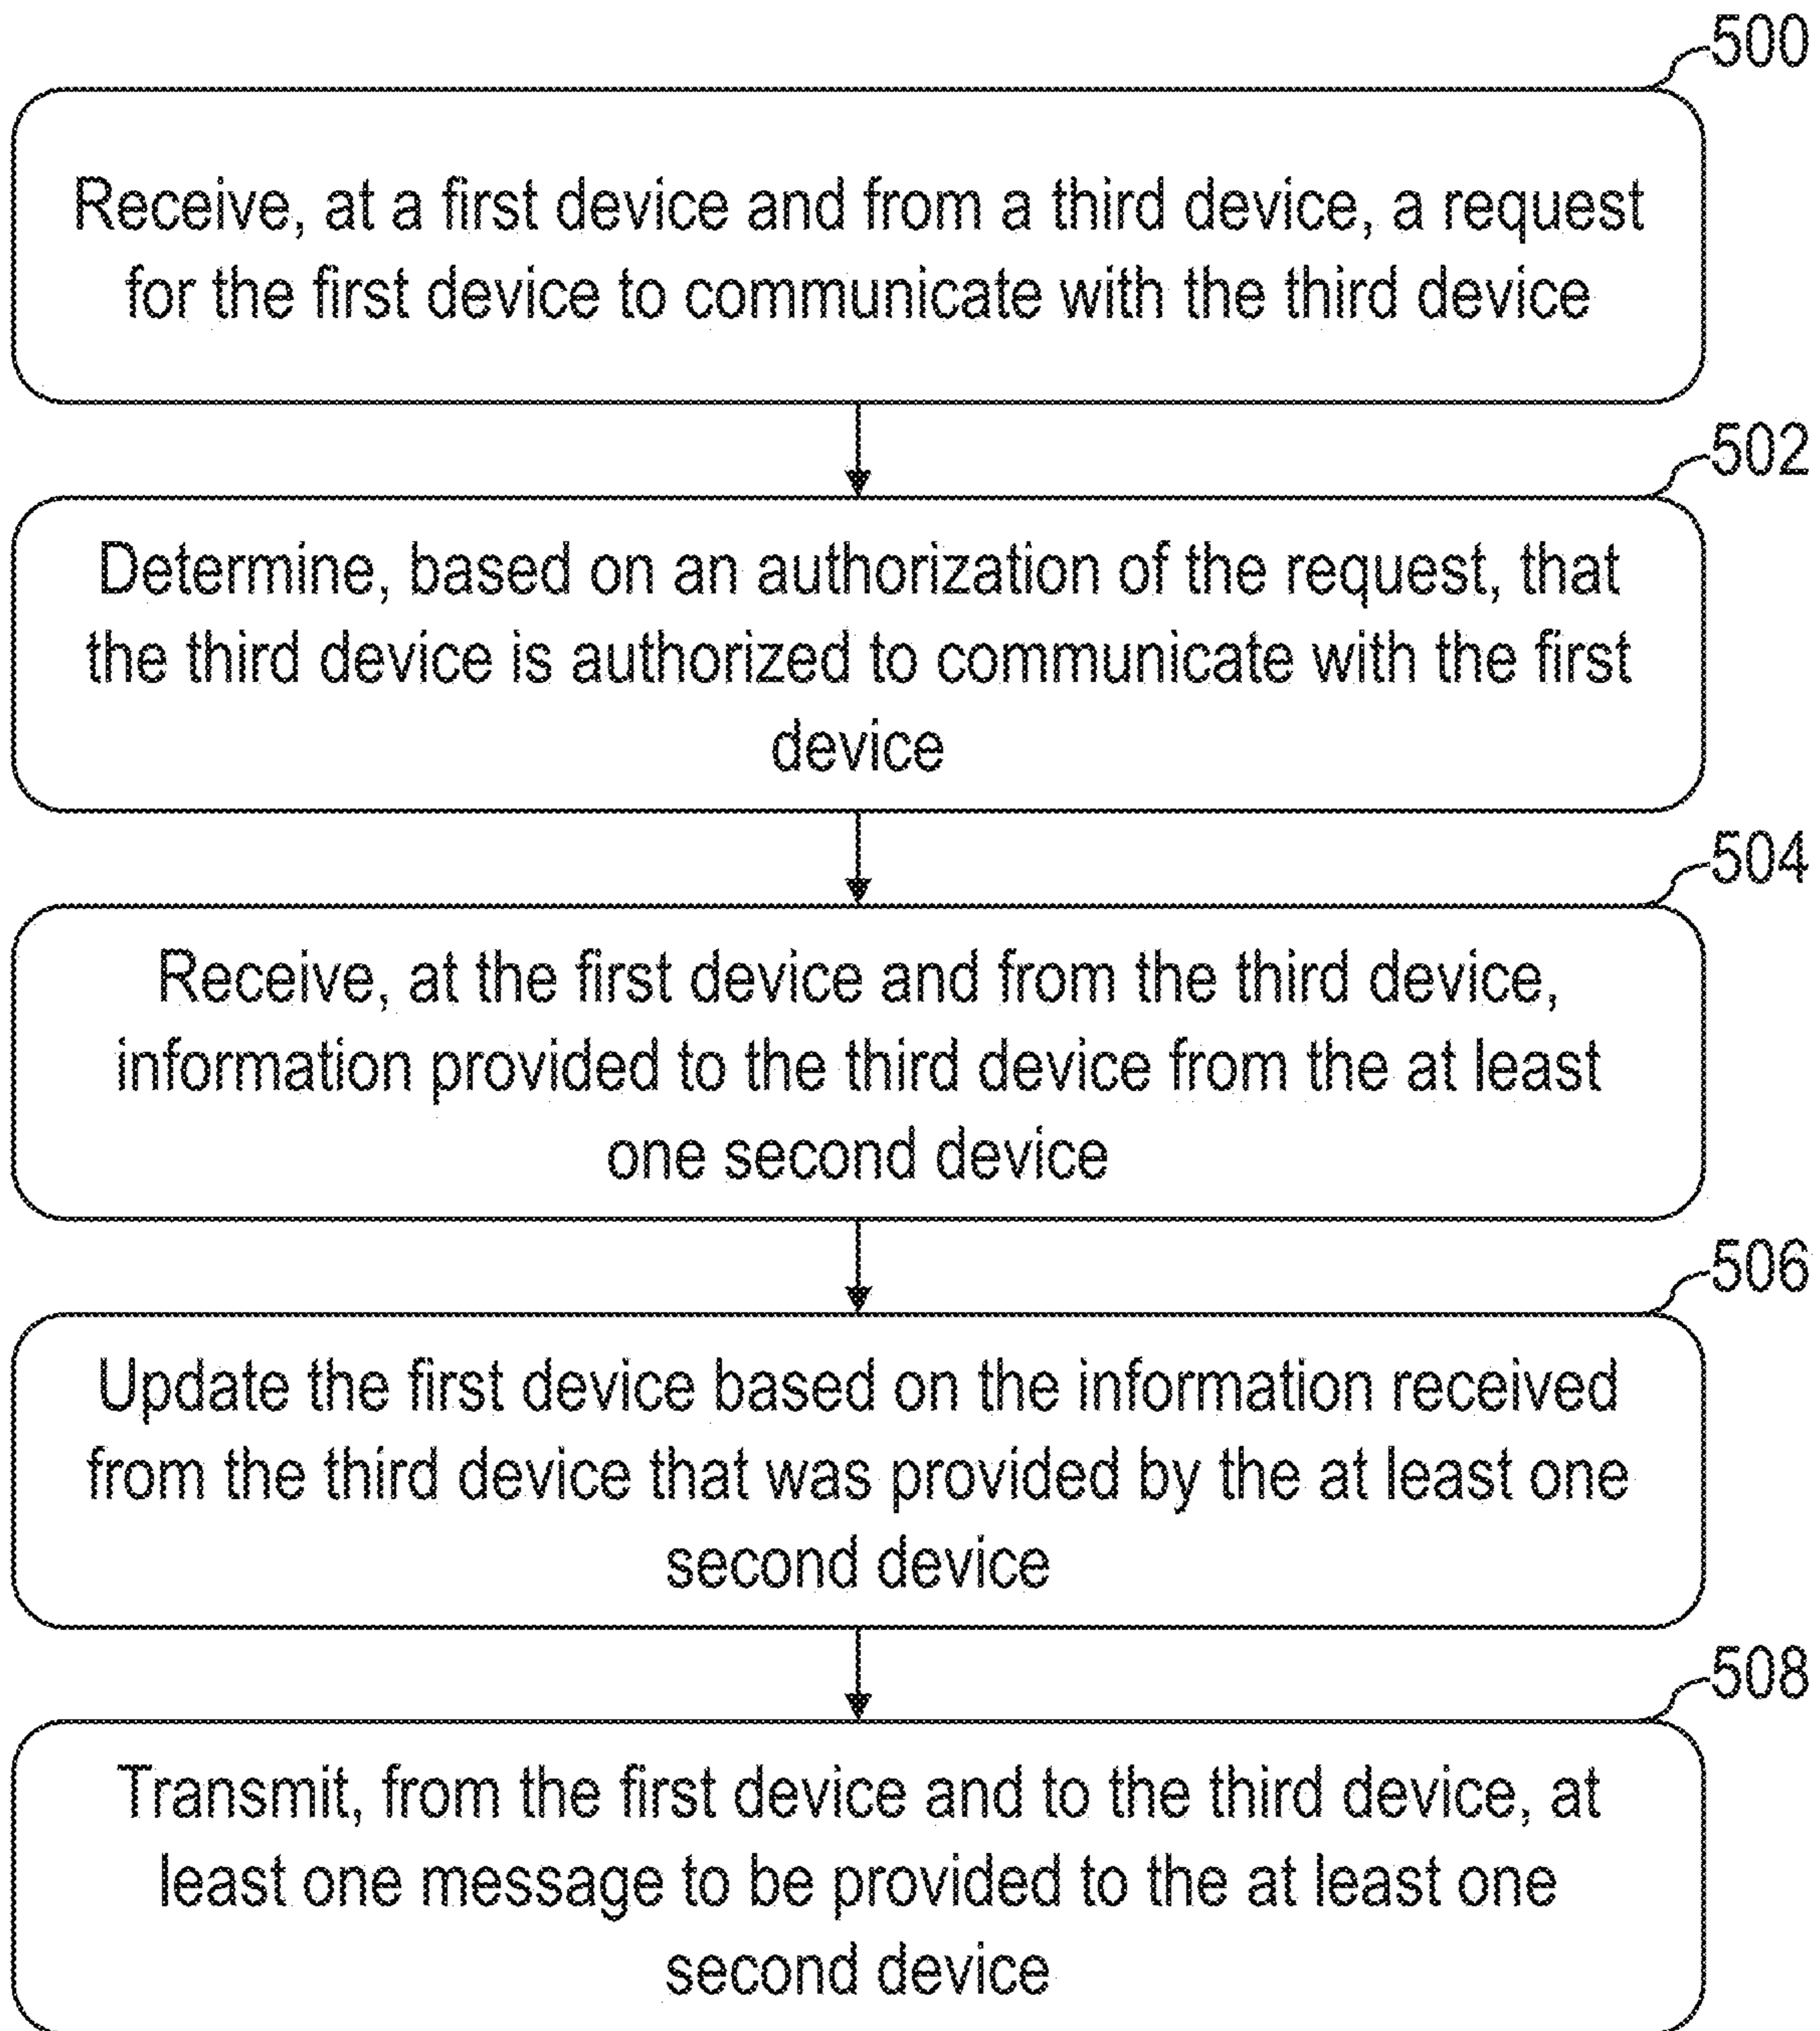 500
Receive, at a first device and from a third device, a request
for the first device to communicate with the third device
502
Determine, based on an authorization of the request, that
the third device is authorized to communicate with the first
device
504
Receive, at the first device and from the third device,
information provided to the third device from the at least
one second device
506
Update the first device based on the information received
from the third device that was provided by the at least one
second device
508
Transmit, from the first device and to the third device, at
least one message to be provided to the at least one
second device